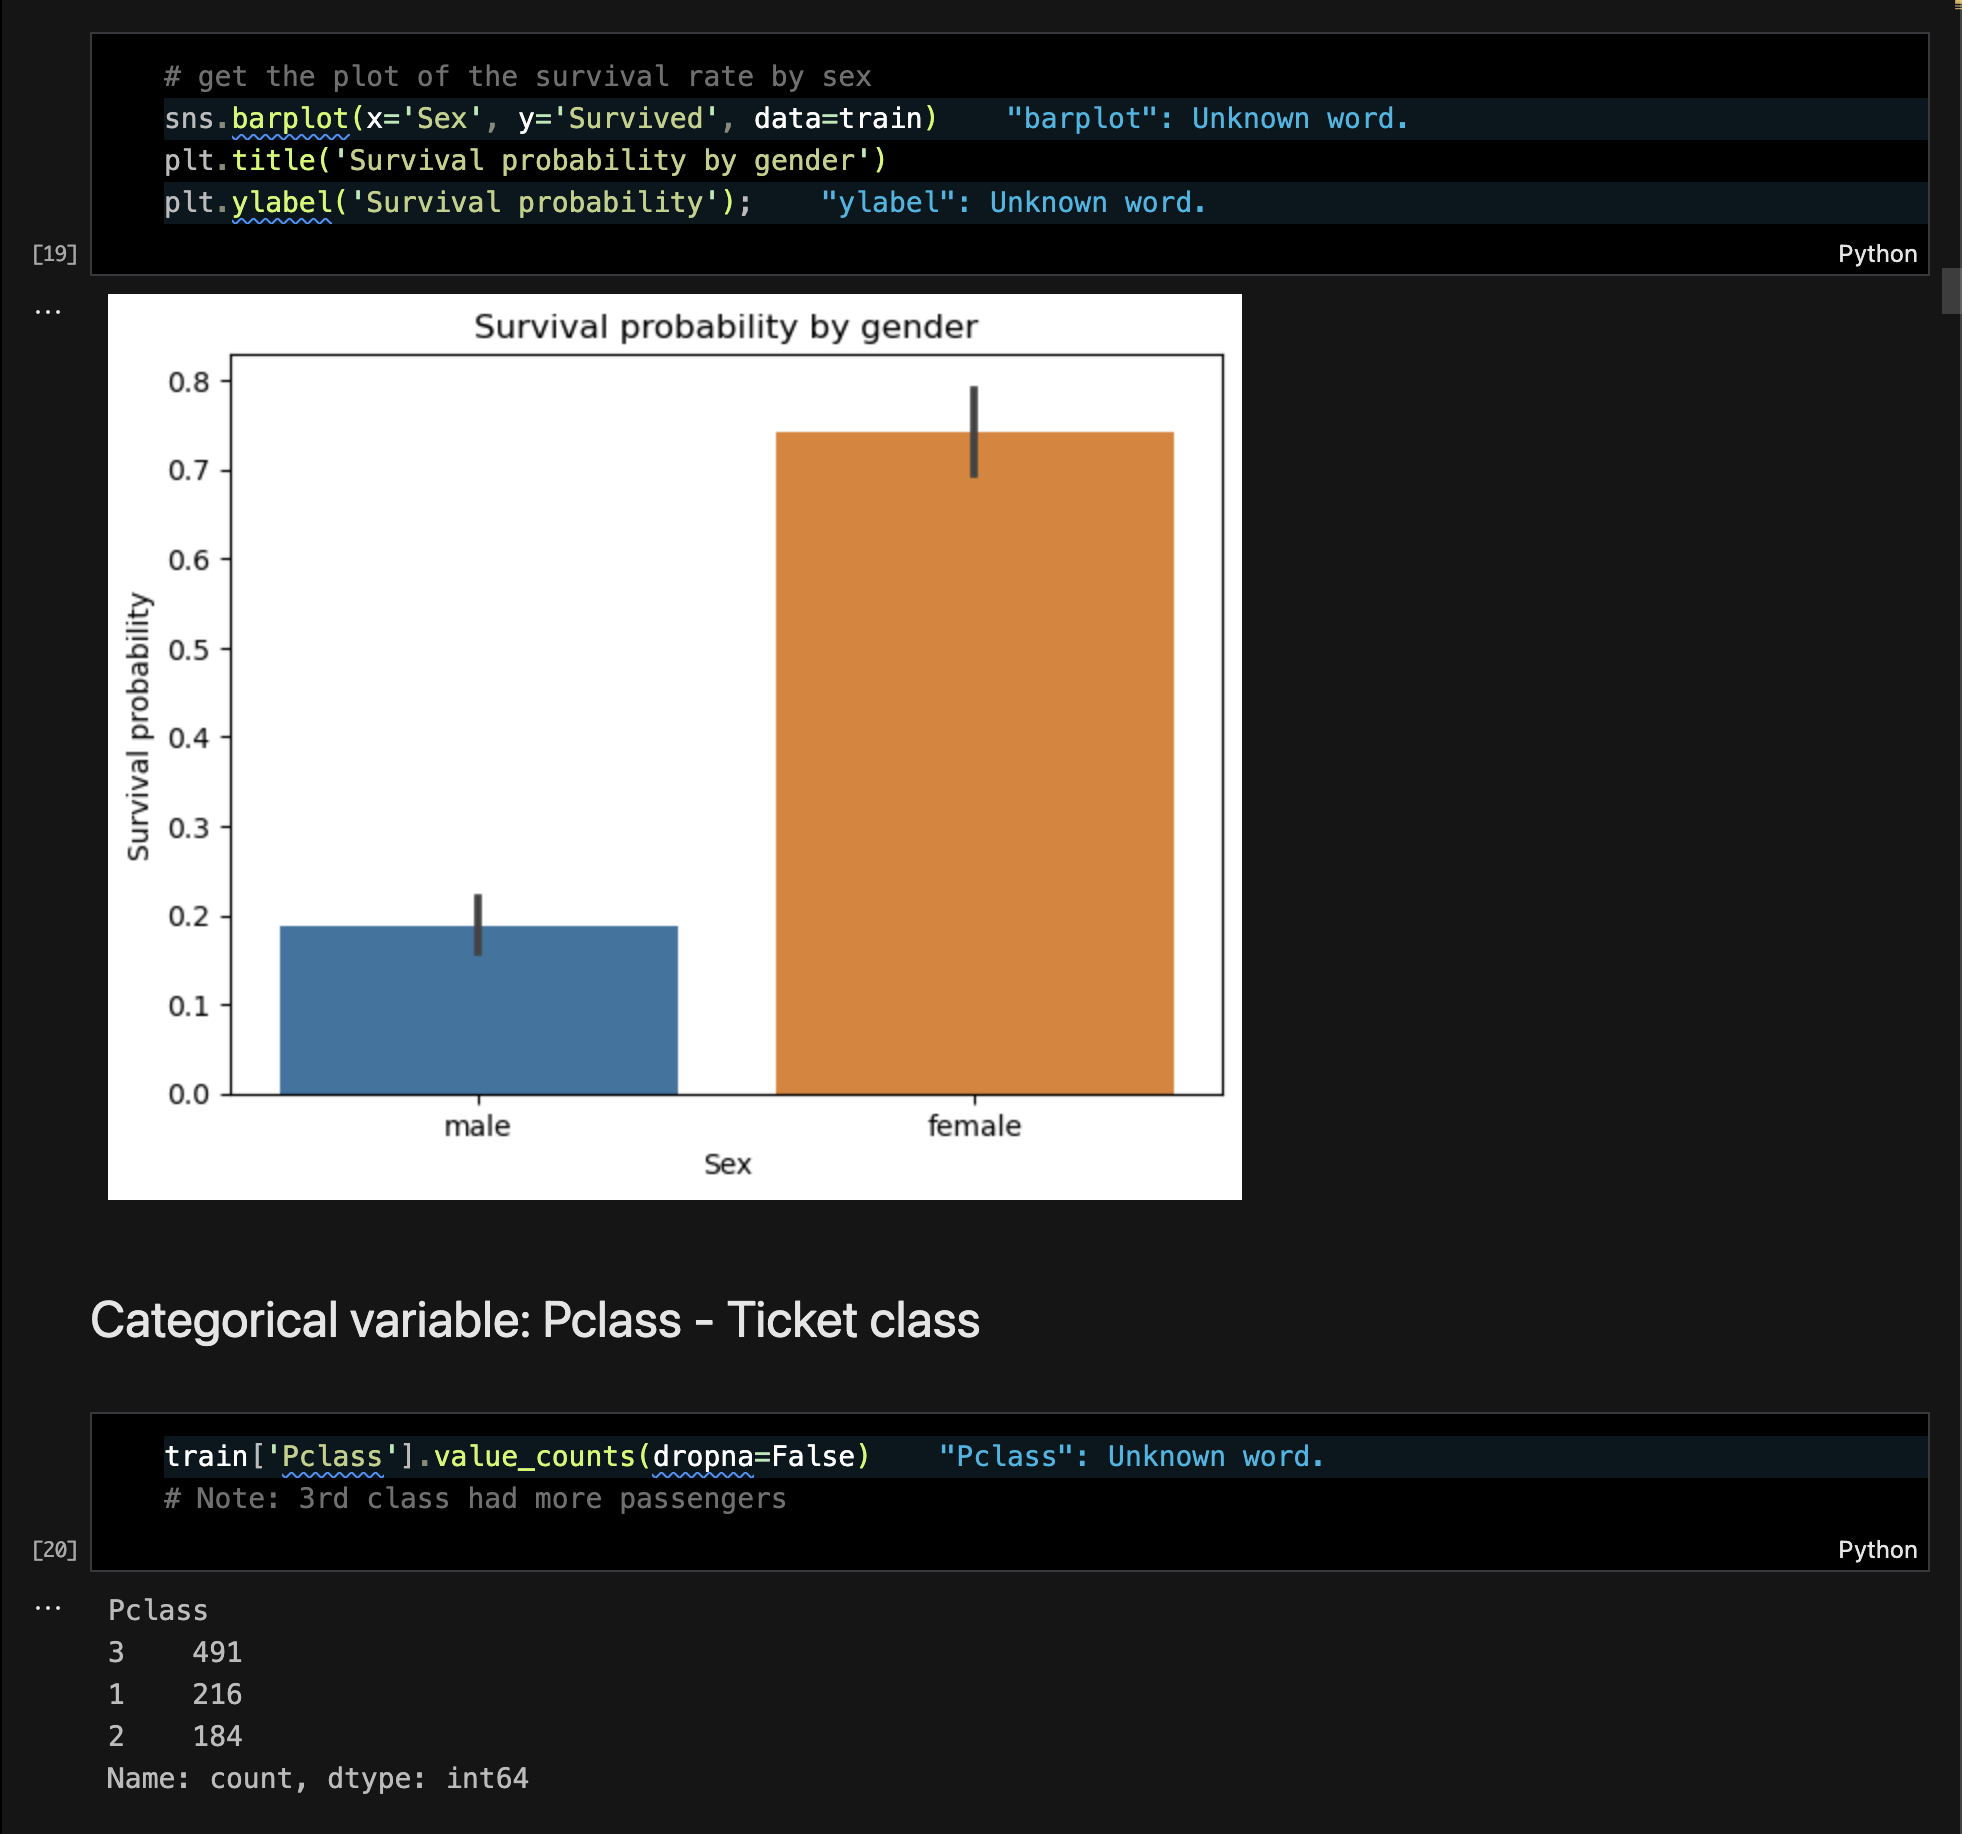 # get the plot of the survival rate by sex
sns.barplot(x='Sex', y='Survived', data=train)    "barplot": Unknown word.
plt.title('Survival probability by gender')
plt.ylabel('Survival probability');    "ylabel": Unknown word.
[19]
Python
...
Survival probability by gender
0.8
0.7
0.6
0.5
0.4
0.3
0.2
0.1
0.0
Survival probability
male
female
Sex
Categorical variable: Pclass - Ticket class
train['Pclass'].value_counts(dropna=False)    "Pclass": Unknown word.
# Note: 3rd class had more passengers
[20]
Python
...
Pclass
3    491
1    216
2    184
Name: count, dtype: int64